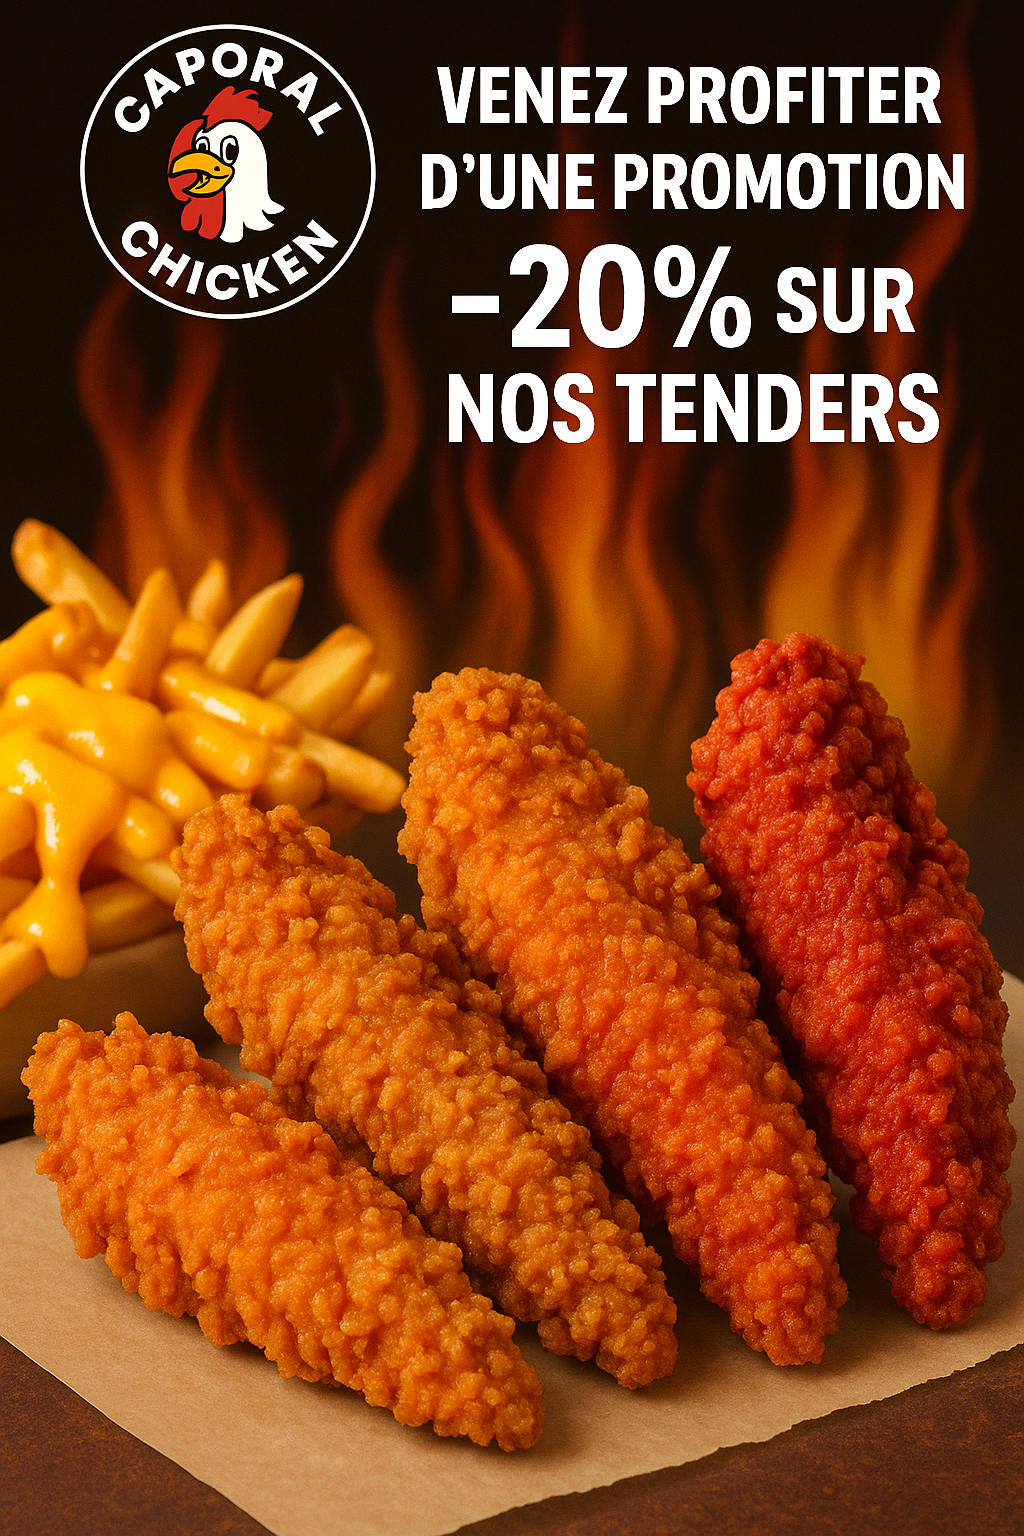 CAPORAL
CHICKEN
VENEZ PROFITER
D'UNE PROMOTION
-20% SUR
NOS TENDERS